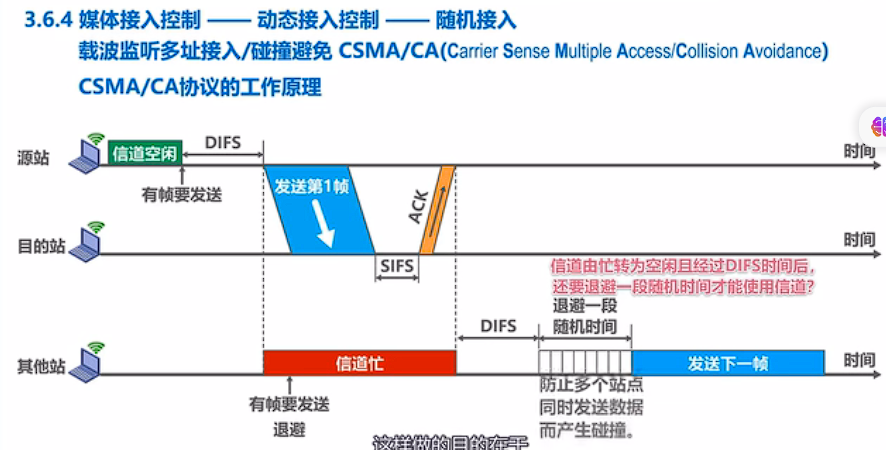 3.6.4 媒体接入控制 —— 动态接入控制 —— 随机接入
载波监听多址接入/碰撞避免 CSMA/CA(Carrier Sense Multiple Access/Collision Avoidance)
CSMA/CA协议的工作原理
源站
信道空闲
DIFS
时间
有帧要发送
发送第1帧
ACK
目的站
时间
SIFS
信道由忙转为空闲且经过DIFS时间后，
还要退避一段随机时间才能使用信道?
退避一段
随机时间
DIFS
其他站
信道忙
发送下一帧
时间
有帧要发送
退避
防止多个站点
同时发送数据
而产生碰撞。
这样做的目的在于